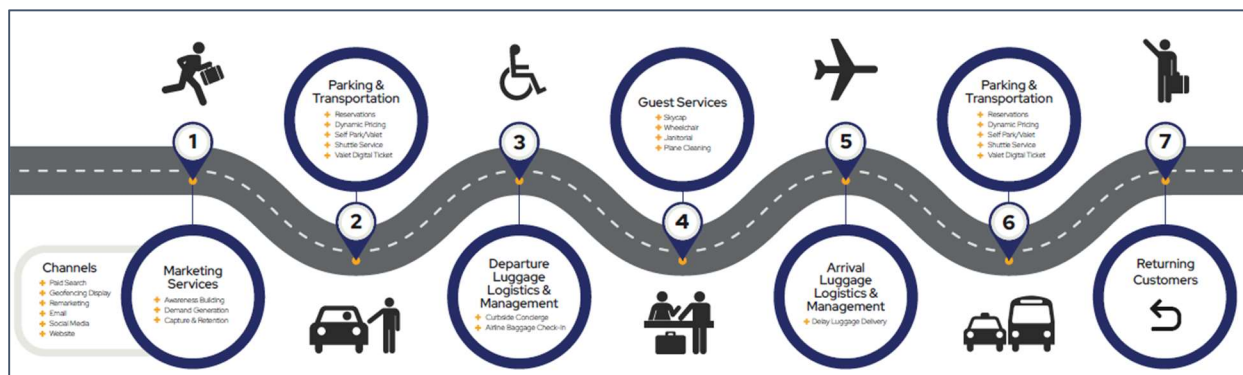 1
Parking &
Transportation
Reservations
Dynamic Pricing
Self Park/Valet
Shuttle Service
Valet Digital Ticket
3
Guest Services
Skycap
Wheelchair
Janitorial
Plane Cleaning
5
Parking &
Transportation
Reservations
Dynamic Pricing
Self Park/Valet
Shuttle Service
Valet Digital Ticket
7
2
4
6
Channels
Paid Search
Geofencing Display
Remarketing
Email
Social Media
Website
Marketing
Services
Awareness Building
Demand Generation
Capture & Retention
Departure
Luggage
Logistics &
Management
Curbside Concierge
Airline Baggage Check-In
Arrival
Luggage
Logistics &
Management
Delay Luggage Delivery
Returning
Customers